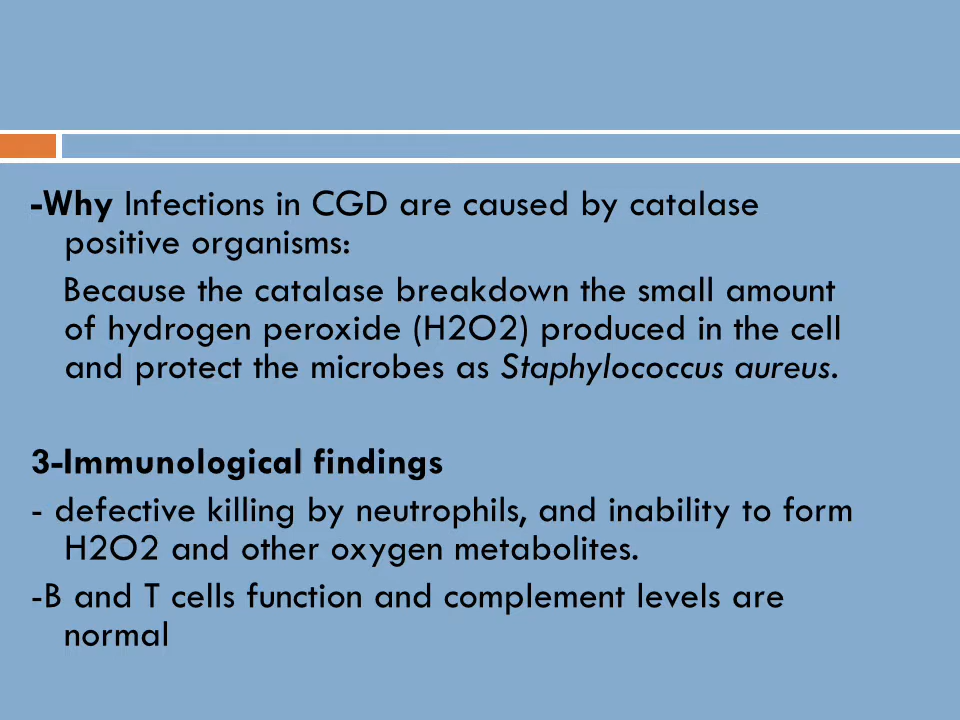 -Why Infections in CGD are caused by catalase
positive organisms:
Because the catalase breakdown the small amount
of hydrogen peroxide (H2O2) produced in the cell
and protect the microbes as Staphylococcus aureus.
3-Immunological findings
- defective killing by neutrophils, and inability to form
H2O2 and other oxygen metabolites.
-B and T cells function and complement levels are
normal